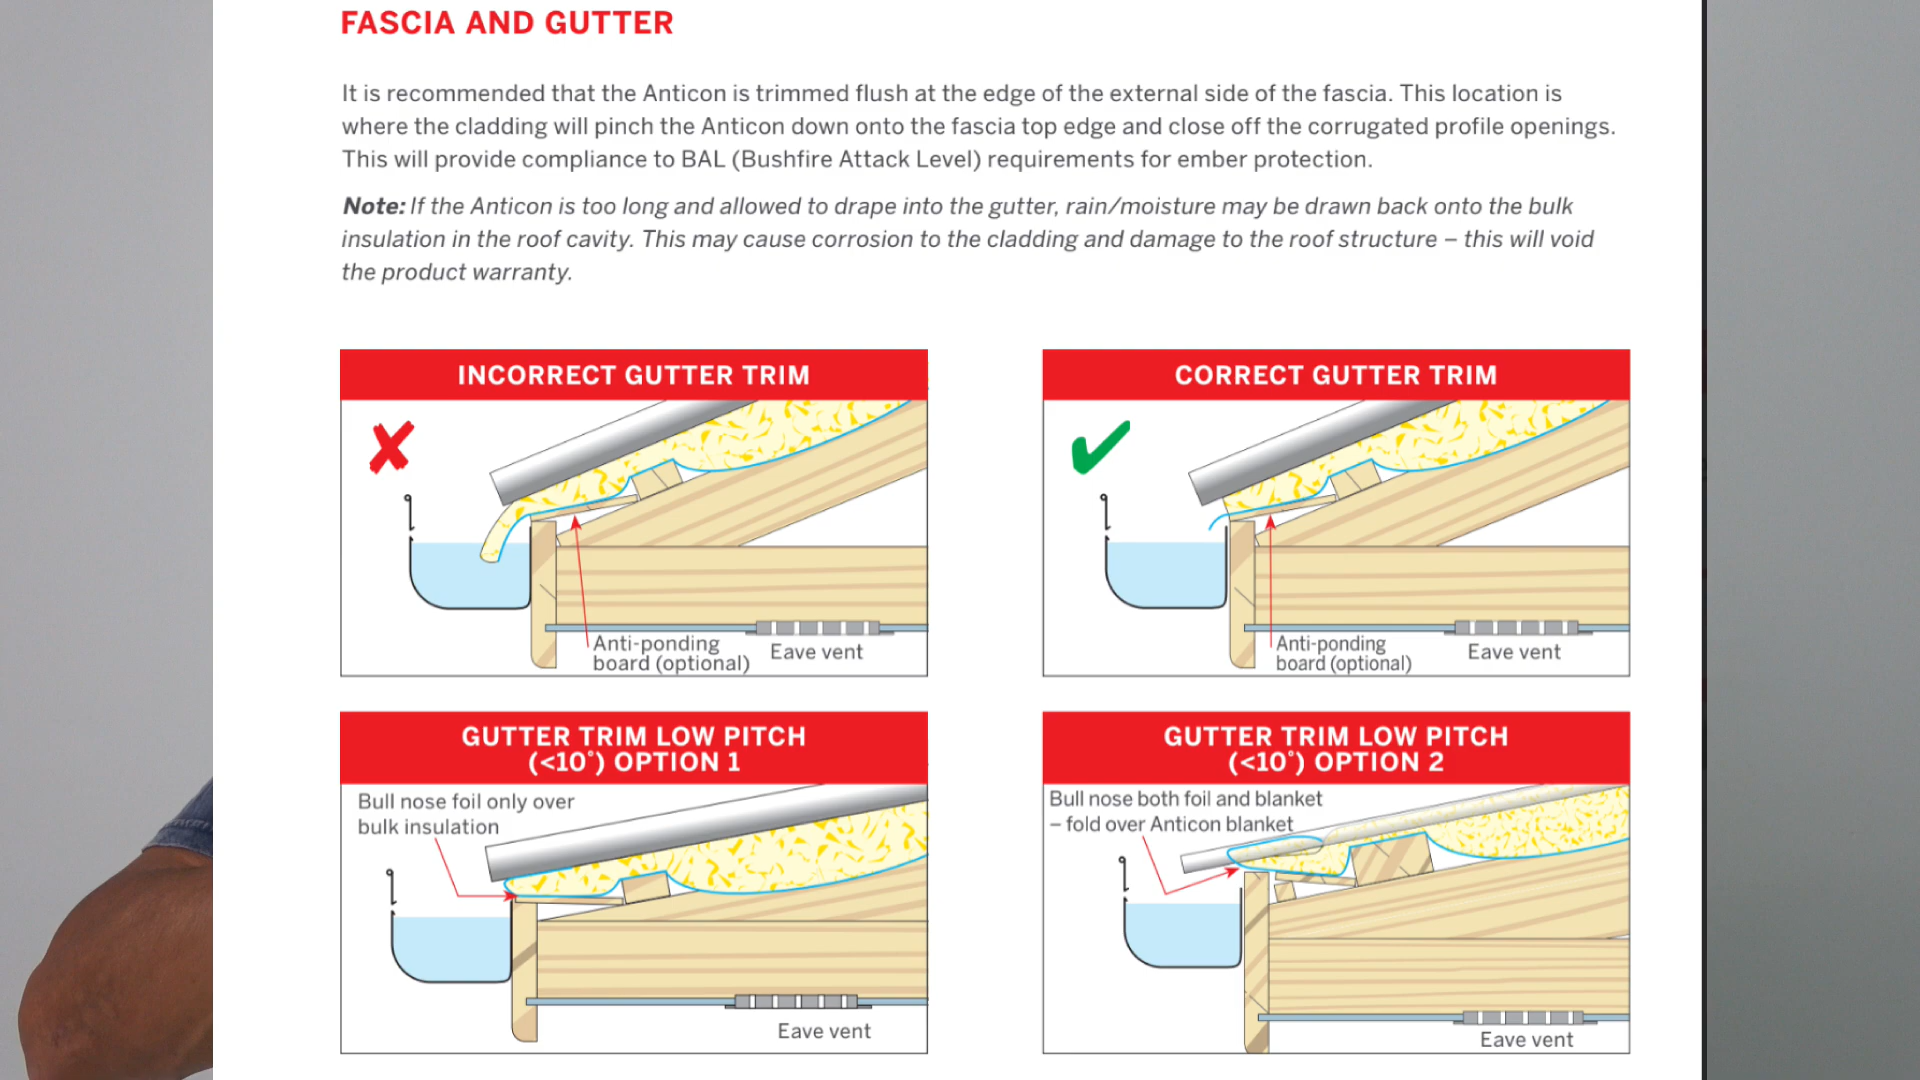 FASCIA AND GUTTER
It is recommended that the Anticon is trimmed flush at the edge of the external side of the fascia. This location is
where the cladding will pinch the Anticon down onto the fascia top edge and close off the corrugated profile openings.
This will provide compliance to BAL (Bushfire Attack Level) requirements for ember protection.
Note: If the Anticon is too long and allowed to drape into the gutter, rain/moisture may be drawn back onto the bulk
insulation in the roof cavity. This may cause corrosion to the cladding and damage to the roof structure – this will void
the product warranty.
INCORRECT GUTTER TRIM
Anti-ponding
board (optional)
Eave vent
CORRECT GUTTER TRIM
Anti-ponding
board (optional)
Eave vent
GUTTER TRIM LOW PITCH
(<10°) OPTION 1
Bull nose foil only over
bulk insulation
Eave vent
GUTTER TRIM LOW PITCH
(<10°) OPTION 2
Bull nose both foil and blanket
– fold over Anticon blanket
Eave vent